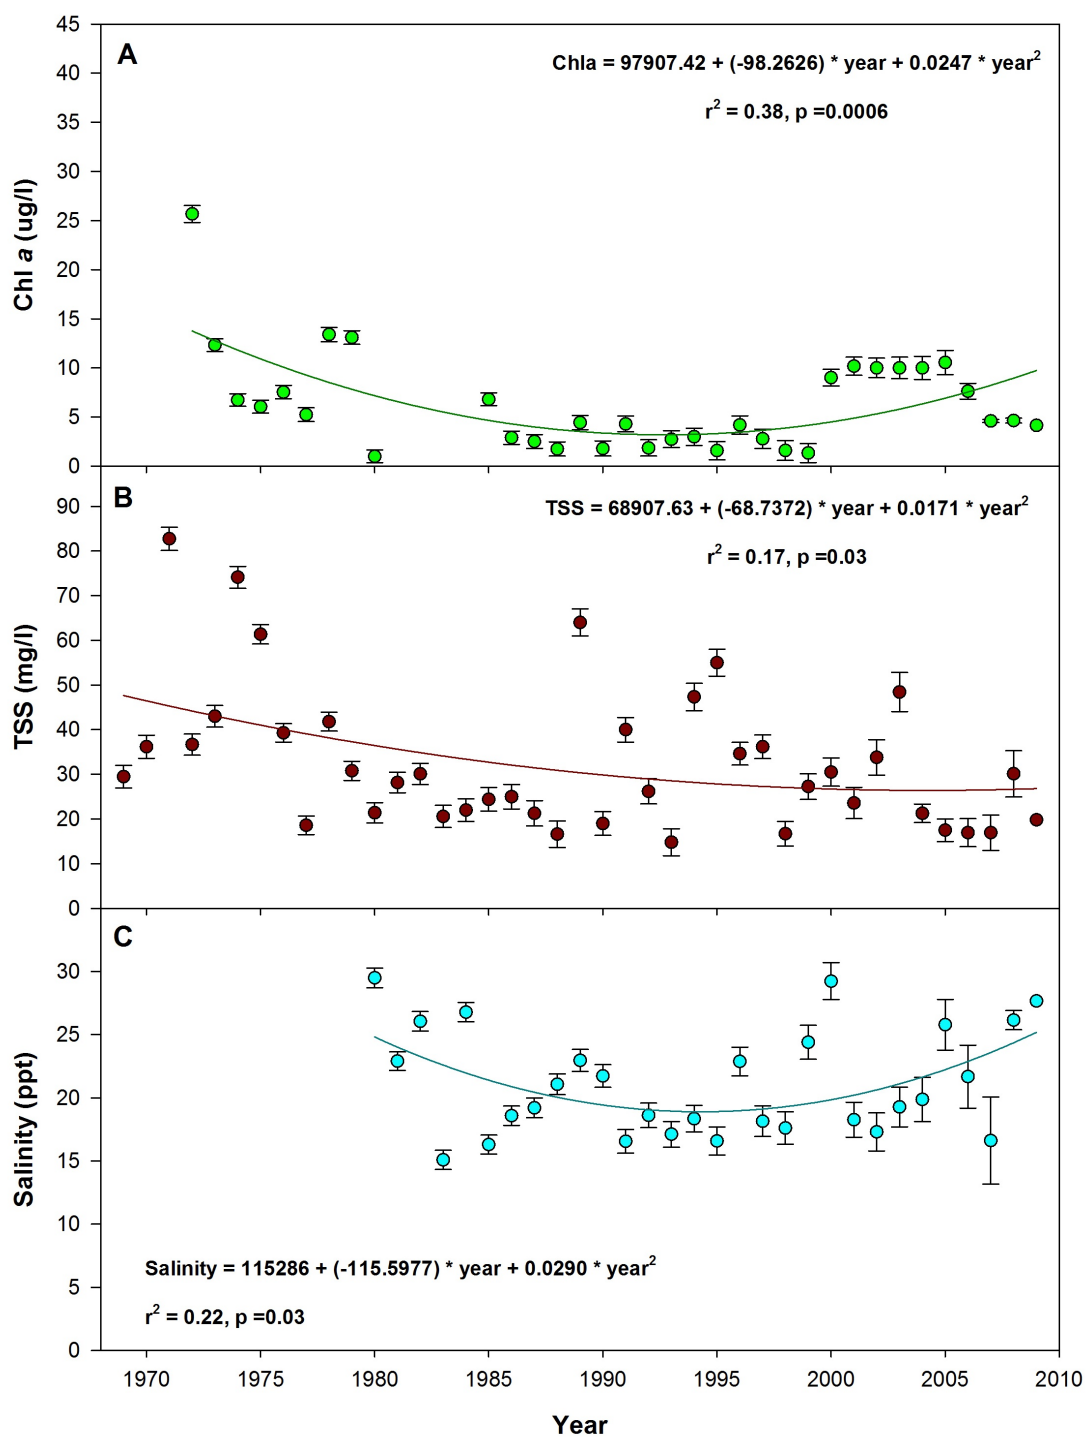 A
Chla = 97907.42 + (-98.2626) * year + 0.0247 * year²
r² = 0.38, p =0.0006
Chl a (ug/l)
45
40
35
30
25
20
15
10
5
0
B
TSS = 68907.63 + (-68.7372) * year + 0.0171 * year²
r² = 0.17, p =0.03
TSS (mg/l)
90
80
70
60
50
40
30
20
10
0
C
Salinity (ppt)
30
25
20
15
10
5
0
Salinity = 115286 + (-115.5977) * year + 0.0290 * year²
r² = 0.22, p =0.03
1970 1975 1980 1985 1990 1995 2000 2005 2010
Year